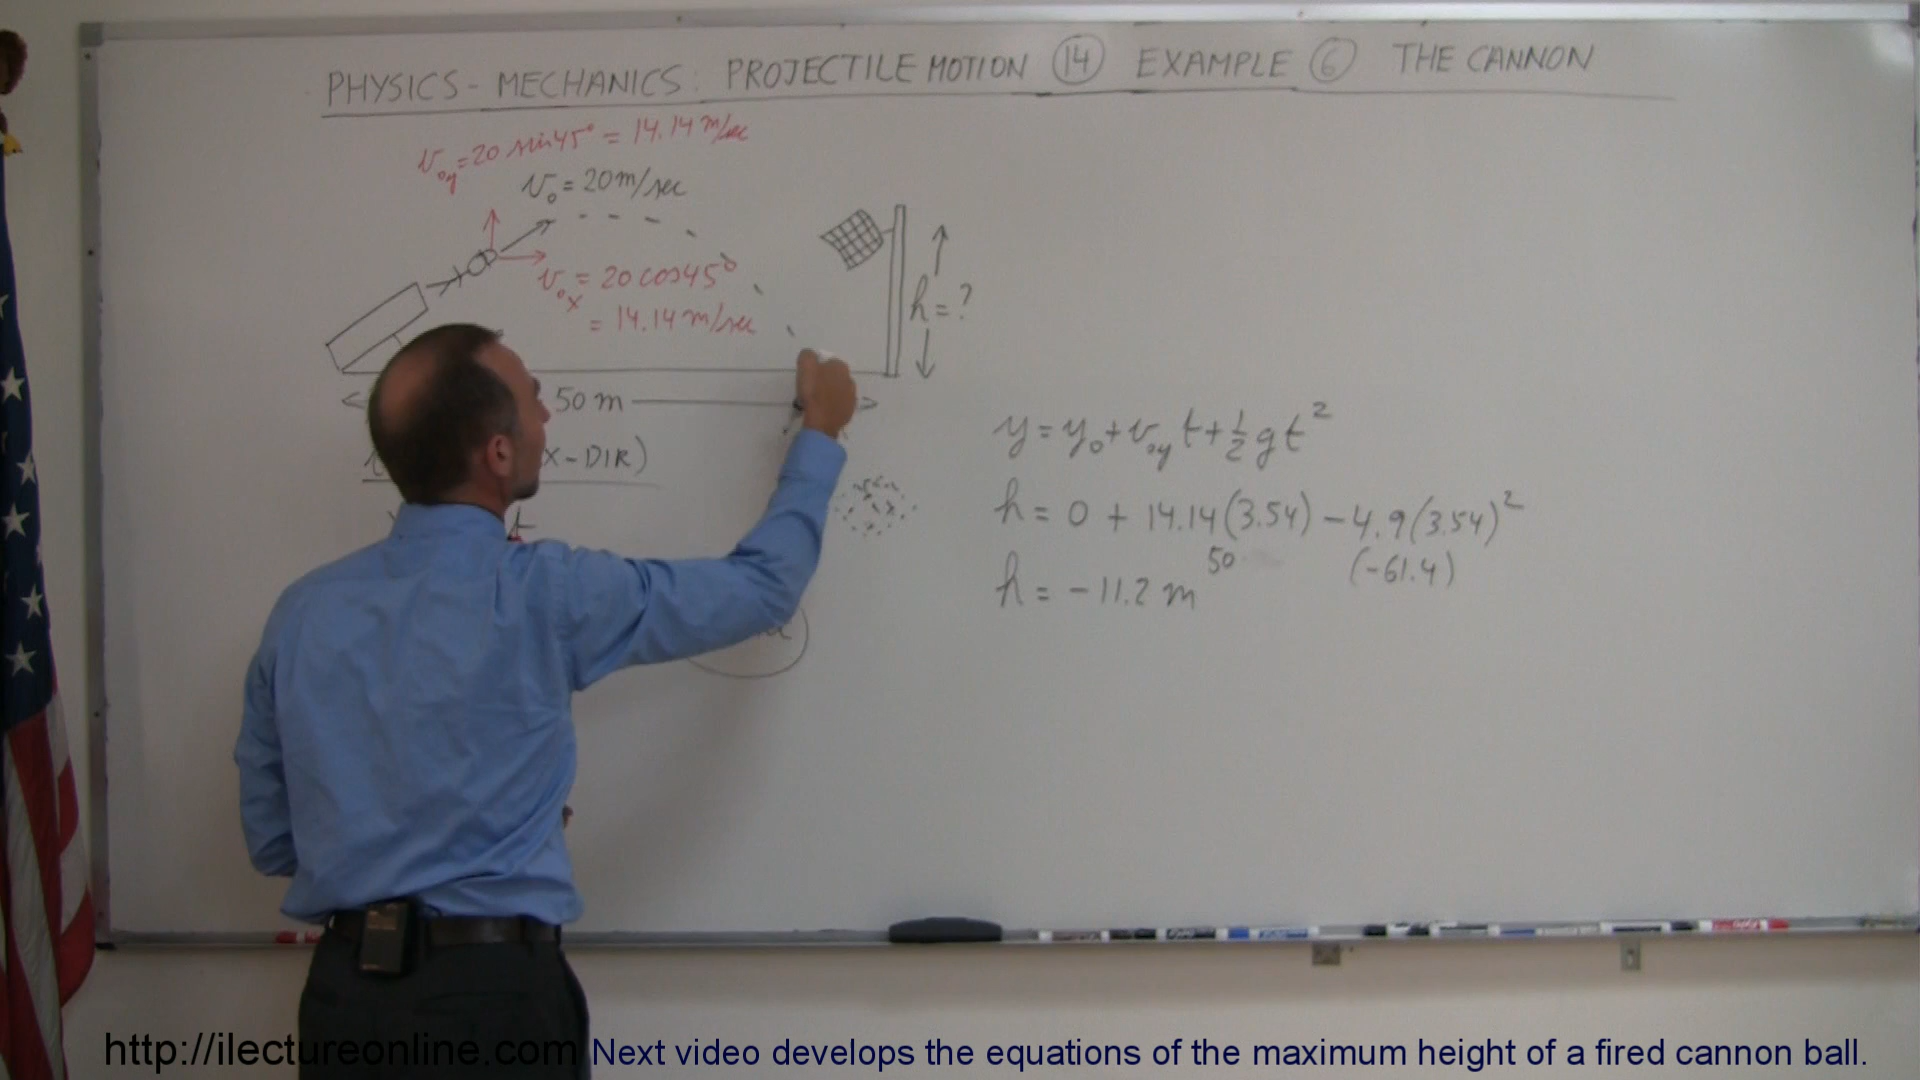 PHYSICS - MECHANICS: PROJECTILE MOTION 14 EXAMPLE 6 THE CANNON
v₀y = 20 sin45° = 14.14 m/sec
v₀ = 20 m/sec
v₀x = 20 cos45°
= 14.14 m/sec
h = ?
50 m
X-DIR)
t
y = y₀ + v₀y t + ½ g t²
h = 0 + 14.14 (3.54) - 4.9 (3.54)²
50 (-61.4)
h = -11.2 m
http://ilectureonline.com Next video develops the equations of the maximum height of a fired cannon ball.